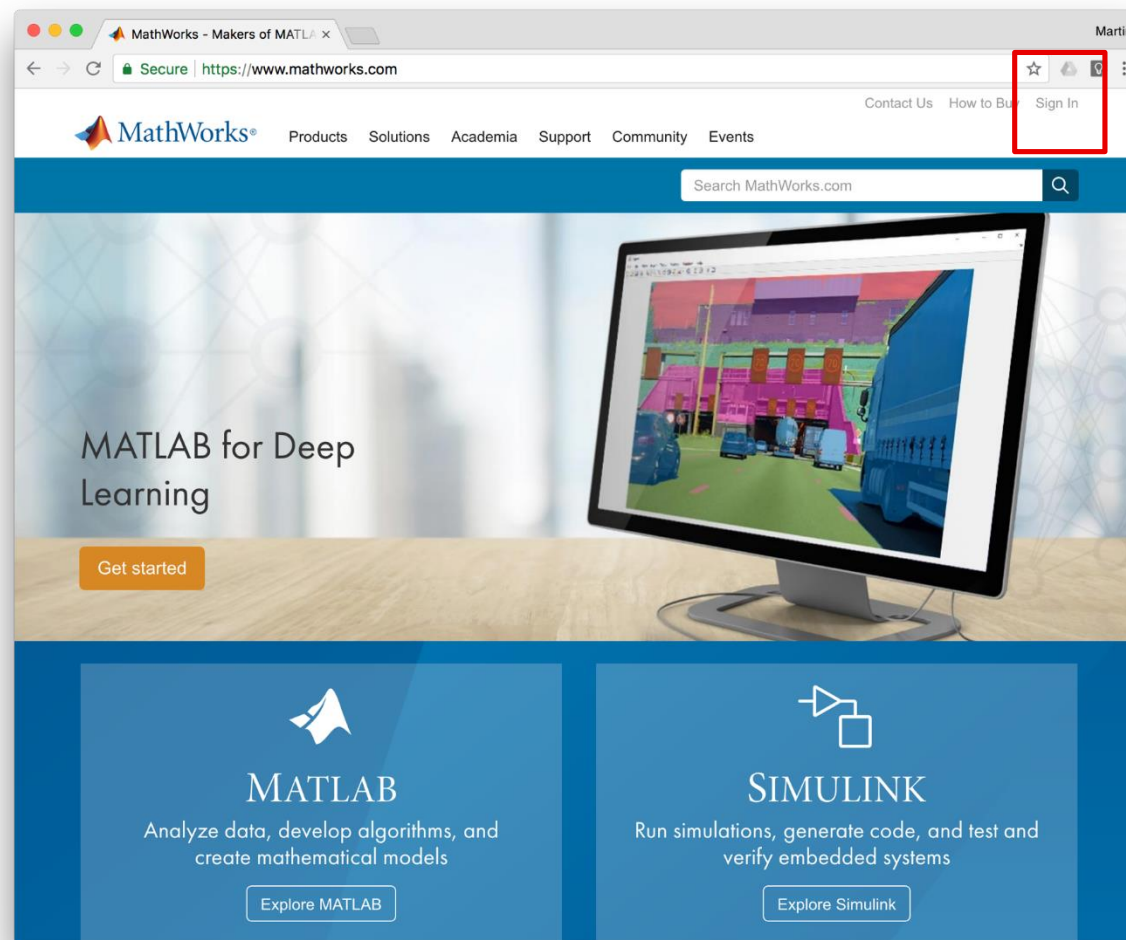 MathWorks - Makers of MATLA
Marti
Secure | https://www.mathworks.com
Contact Us How to Buy Sign In
MathWorks®
Products Solutions Academia Support Community Events
Search MathWorks.com
MATLAB for Deep
Learning
Get started
MATLAB
Analyze data, develop algorithms, and
create mathematical models
Explore MATLAB
SIMULINK
Run simulations, generate code, and test and
verify embedded systems
Explore Simulink